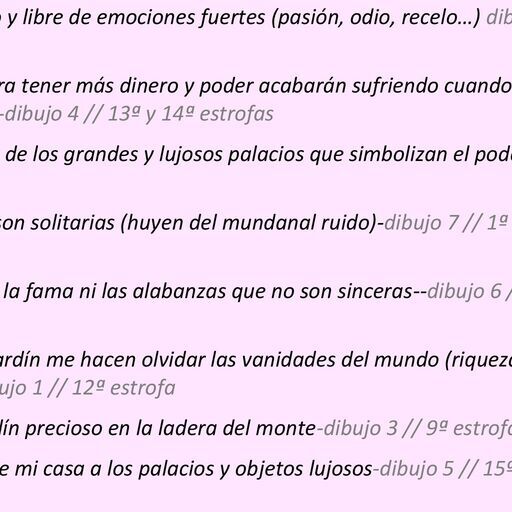 y libre de emociones fuertes (pasión, odio, recelo…) dib
ra tener más dinero y poder acabarán sufriendo cuando
-dibujo 4 // 13ª y 14ª estrofas
de los grandes y lujosos palacios que simbolizan el pod
son solitarias (huyen del mundanal ruido)-dibujo 7 // 1ª
la fama ni las alabanzas que no son sinceras--dibujo 6 /
ardín me hacen olvidar las vanidades del mundo (riqueza
ujo 1 // 12ª estrofa
dín precioso en la ladera del monte-dibujo 3 // 9ª estrofa
e mi casa a los palacios y objetos lujosos-dibujo 5 // 15ª